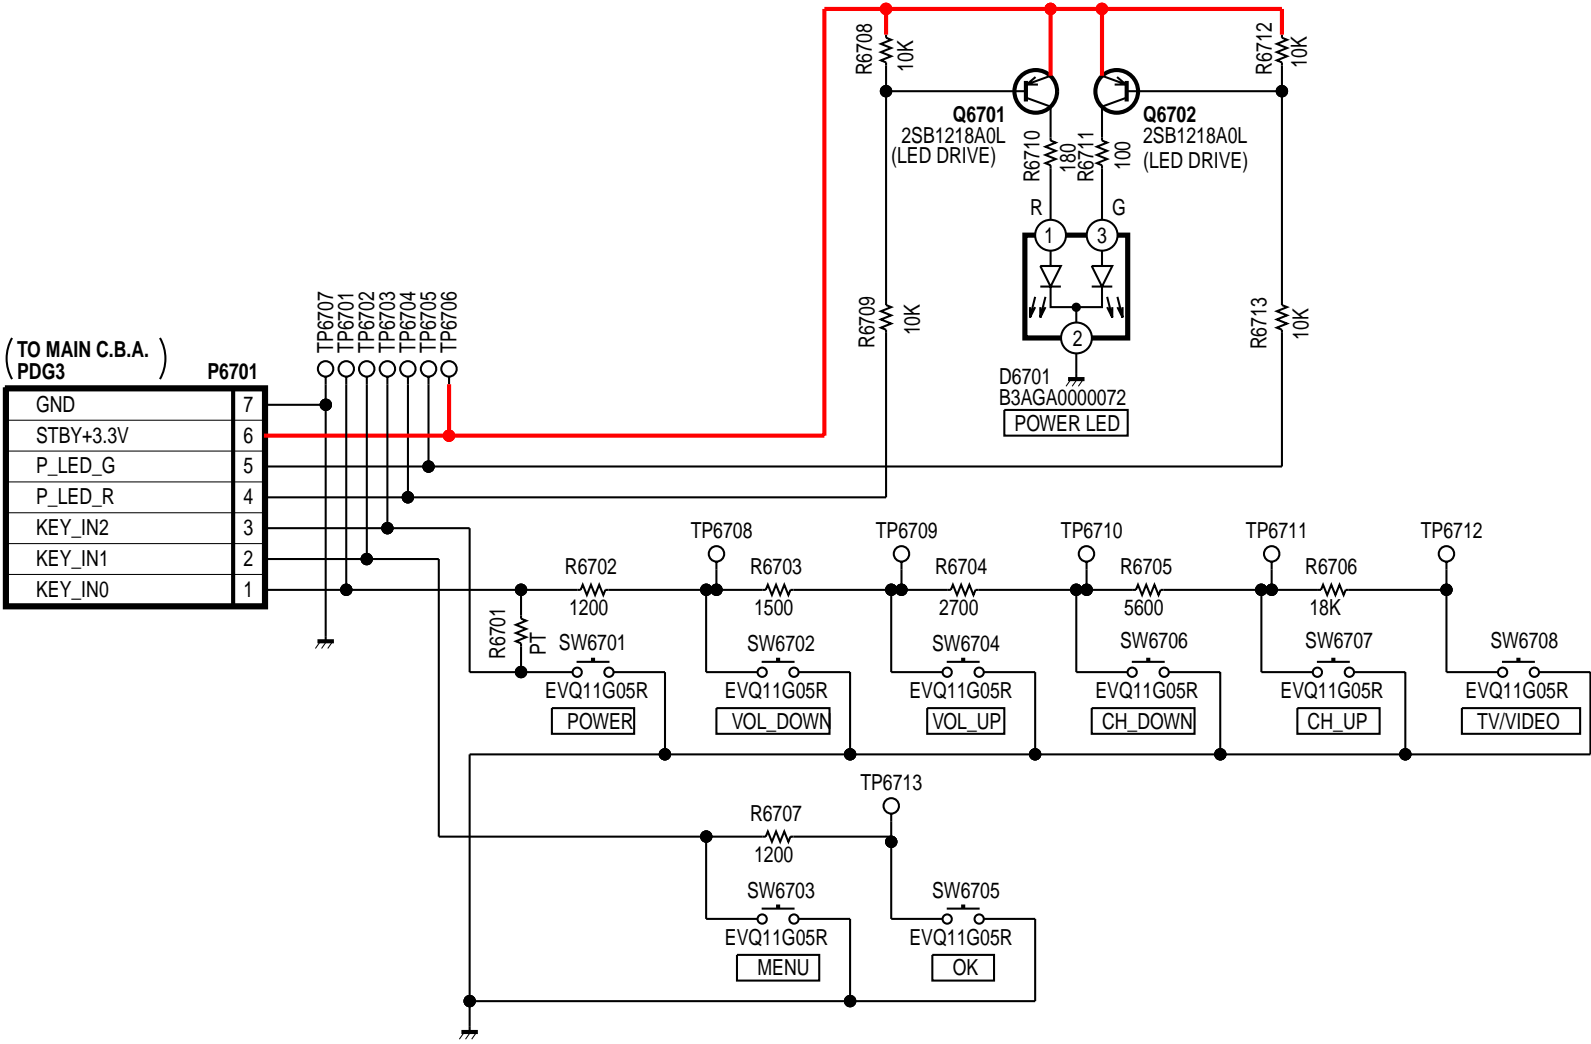 R6708
10K
R6712
10K
Q6701
2SB1218A0L
(LED DRIVE)
Q6702
2SB1218A0L
(LED DRIVE)
R6710
180
R6711
100
R
G
1
3
2
R6709
10K
R6713
10K
D6701
B3AGA0000072
POWER LED
TP6707
TP6701
TP6702
TP6703
TP6704
TP6705
TP6706
(TO MAIN C.B.A.)
PDG3
P6701
GND 7
STBY+3.3V 6
P_LED_G 5
P_LED_R 4
KEY_IN2 3
KEY_IN1 2
KEY_IN0 1
TP6708
TP6709
TP6710
TP6711
TP6712
R6702
1200
R6703
1500
R6704
2700
R6705
5600
R6706
18K
R6701
PT
SW6701
EVQ11G05R
POWER
SW6702
EVQ11G05R
VOL_DOWN
SW6704
EVQ11G05R
VOL_UP
SW6706
EVQ11G05R
CH_DOWN
SW6707
EVQ11G05R
CH_UP
SW6708
EVQ11G05R
TV/VIDEO
TP6713
R6707
1200
SW6703
EVQ11G05R
MENU
SW6705
EVQ11G05R
OK